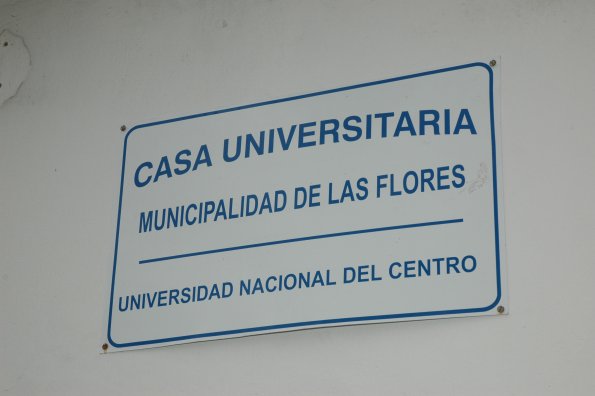 CASA UNIVERSITARIA
MUNICIPALIDAD DE LAS FLORES
UNIVERSIDAD NACIONAL DEL CENTRO